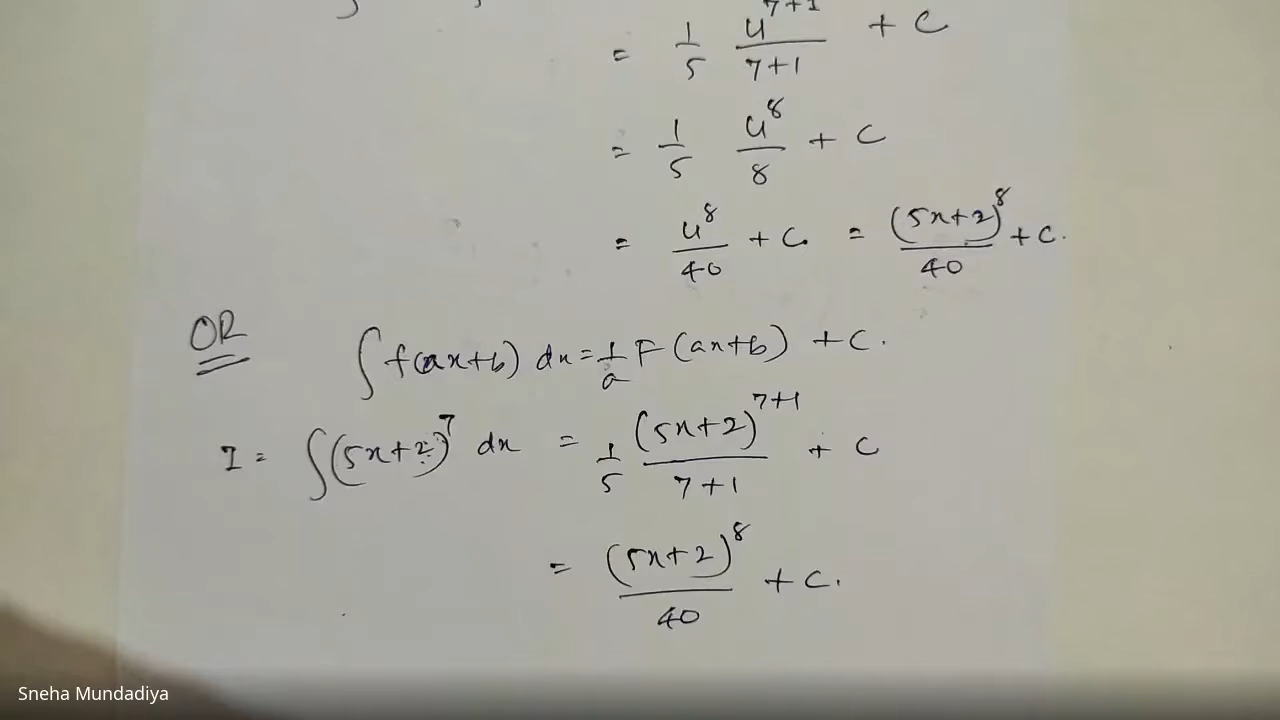 = 1/5 u^(7+1)/(7+1) + C
= 1/5 u^8/8 + C
= u^8/40 + C. = (5x+2)^8/40 + C.
OR
∫ f(ax+b) dx = 1/a F(ax+b) + C.
I = ∫(5x+2)^7 dx = 1/5 (5x+2)^(7+1)/(7+1) + C
= (5x+2)^8/40 + C.
Sneha Mundadiya